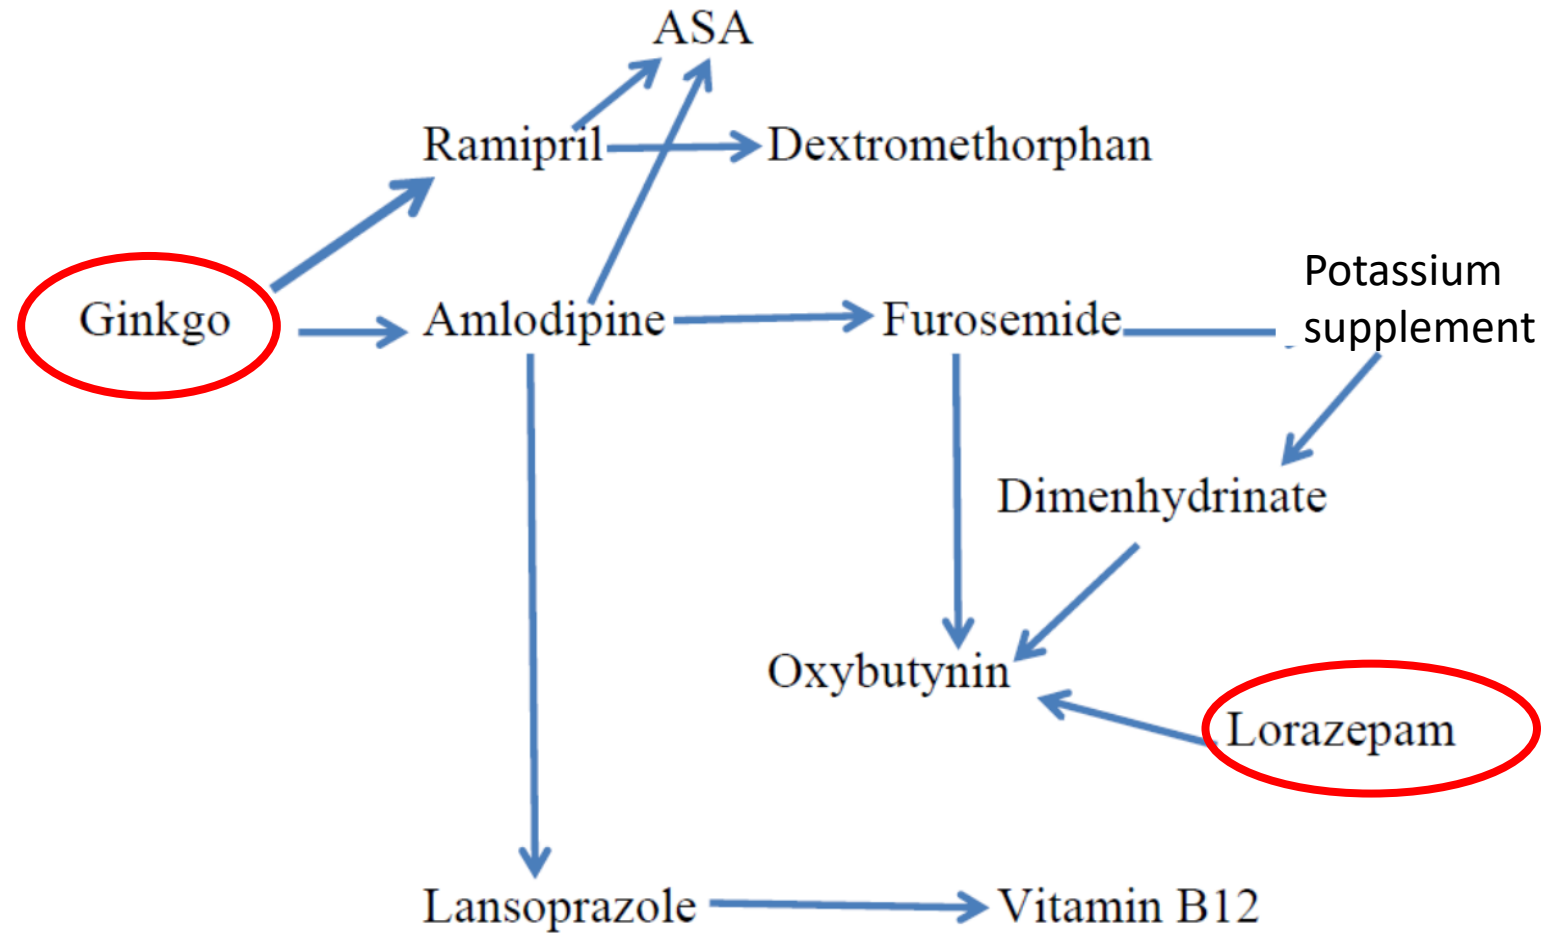 ASA
Ramipril
Dextromethorphan
Potassium
supplement
Ginkgo
Amlodipine
Furosemide
Dimenhydrinate
Oxybutynin
Lorazepam
Lansoprazole
Vitamin B12